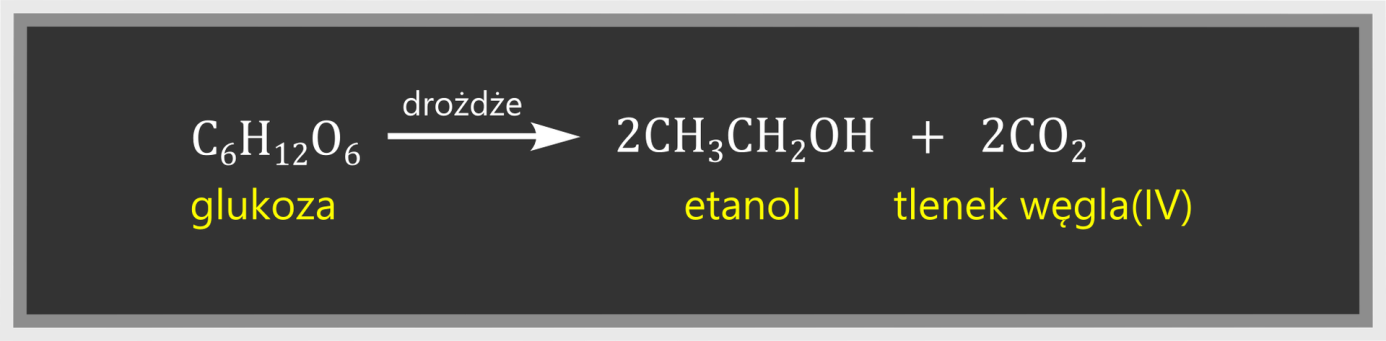 drożdże
C₆H₁₂O₆ → 2CH₃CH₂OH + 2CO₂
glukoza etanol tlenek węgla(IV)